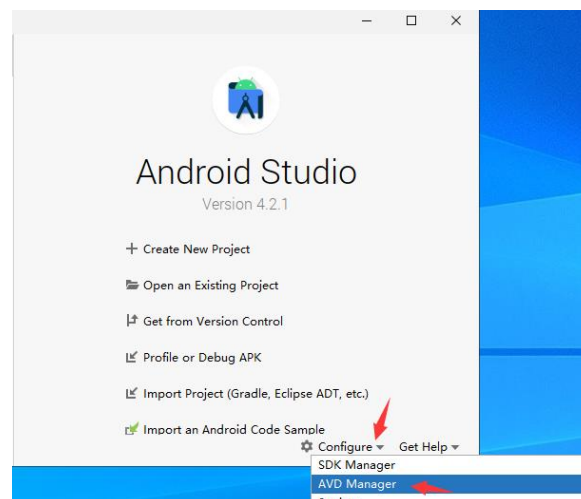 Android Studio
Version 4.2.1
Create New Project
Open an Existing Project
Get from Version Control
Profile or Debug APK
Import Project (Gradle, Eclipse ADT, etc.)
Import an Android Code Sample
Configure Get Help
SDK Manager
AVD Manager